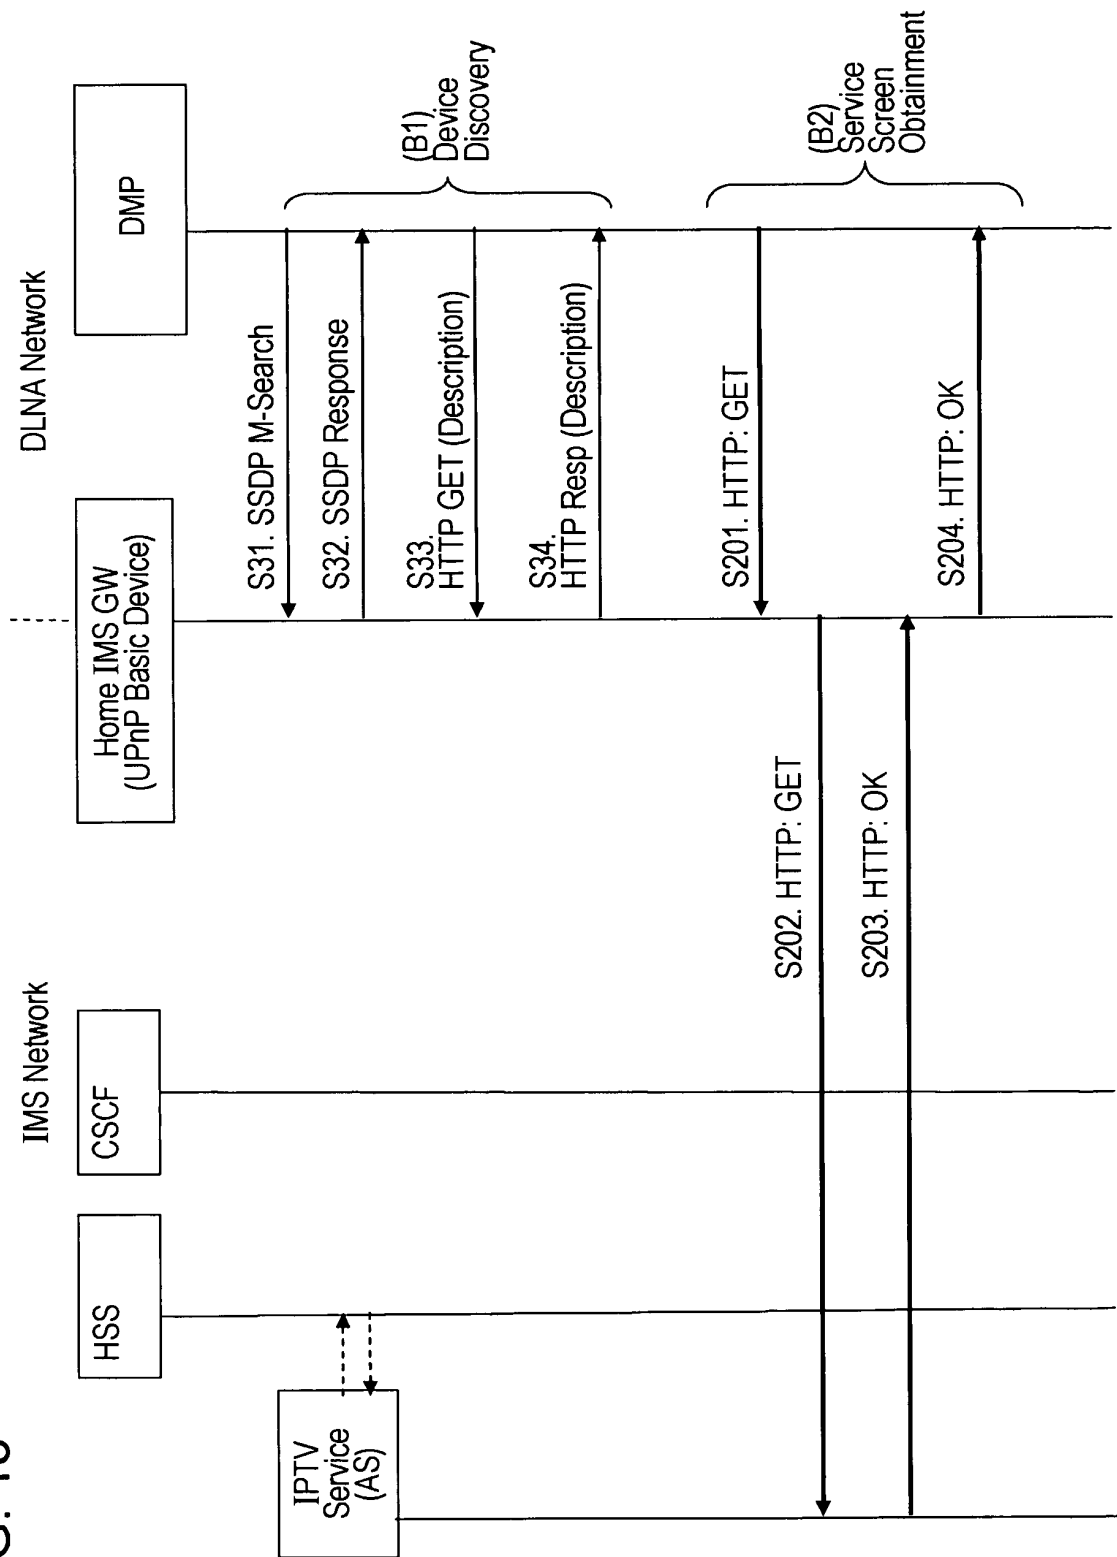 DLNA Network
IMS Network
DMP
Home IMS GW
(UPnP Basic Device)
CSCF
HSS
IPTV
Service
(AS)
S31. SSDP M-Search
S32. SSDP Response
S33.
HTTP GET (Description)
S34.
HTTP Resp (Description)
(B1)
Device
Discovery
S201. HTTP: GET
S202. HTTP: GET
S203. HTTP: OK
S204. HTTP: OK
(B2)
Service
Screen
Obtainment